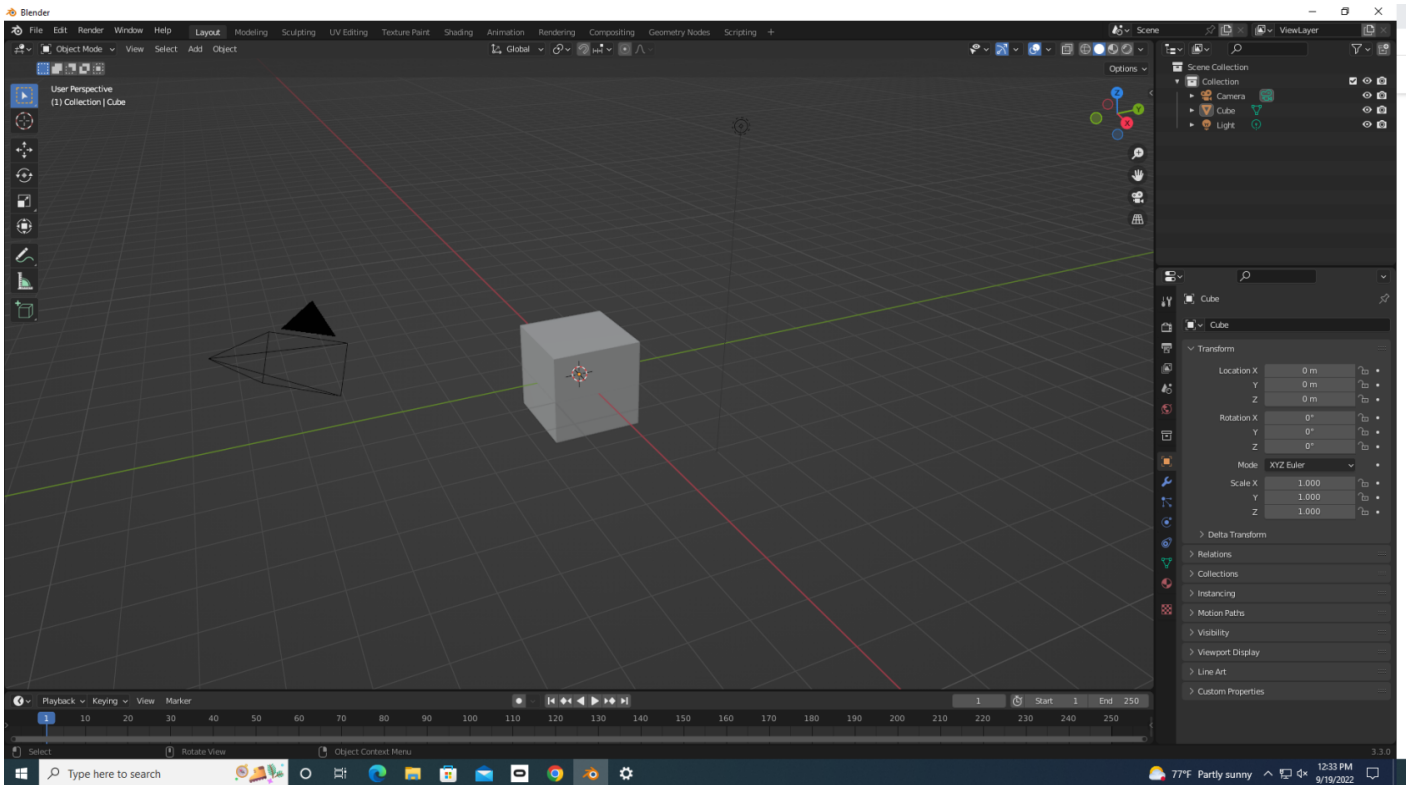 Blender
File Edit Render Window Help Layout Modeling Sculpting UV Editing Texture Paint Shading Animation Rendering Compositing Geometry Nodes Scripting + Scene ViewLayer
Object Mode View Select Add Object Global
Options
User Perspective
(1) Collection | Cube
Z
Y
X
Scene Collection
Collection
Camera
Cube
Light
Cube
Cube
Transform
Location X 0 m
Y 0 m
Z 0 m
Rotation X 0°
Y 0°
Z 0°
Mode XYZ Euler
Scale X 1.000
Y 1.000
Z 1.000
Delta Transform
Relations
Collections
Instancing
Motion Paths
Visibility
Viewport Display
Line Art
Custom Properties
Playback Keying View Marker 1 Start 1 End 250
1 10 20 30 40 50 60 70 80 90 100 110 120 130 140 150 160 170 180 190 200 210 220 230 240 250
Select Rotate View Object Context Menu 3.3.0
Type here to search 77°F Partly sunny 12:33 PM
9/19/2022